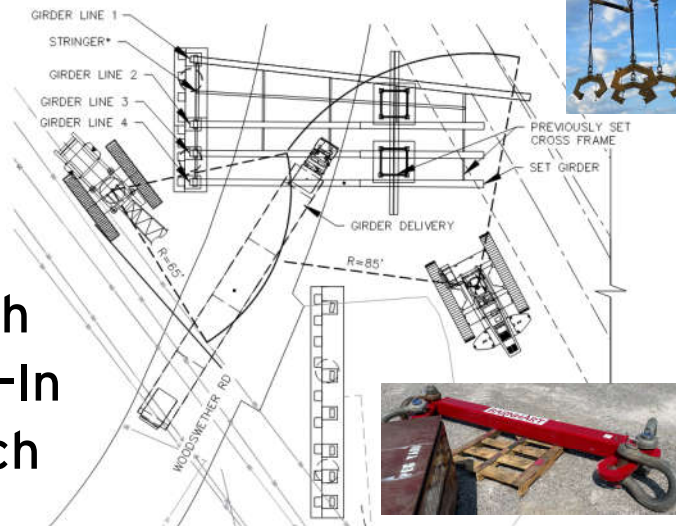 GIRDER LINE 1
STRINGER*
GIRDER LINE 2
GIRDER LINE 3
GIRDER LINE 4
PREVIOUSLY SET
CROSS FRAME
SET GIRDER
GIRDER DELIVERY
R=65'
R=85'
WOODSWETHER RD
h
-In
ch
BARNHART